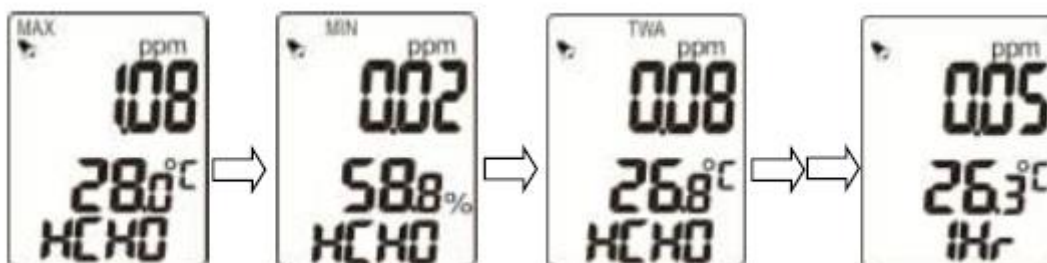 MAX
ppm
1.08
28.0°C
HCHO
MIN
ppm
0.02
58.8%
HCHO
TWA
ppm
0.08
26.8°C
HCHO
ppm
0.05
26.3°C
1Hr